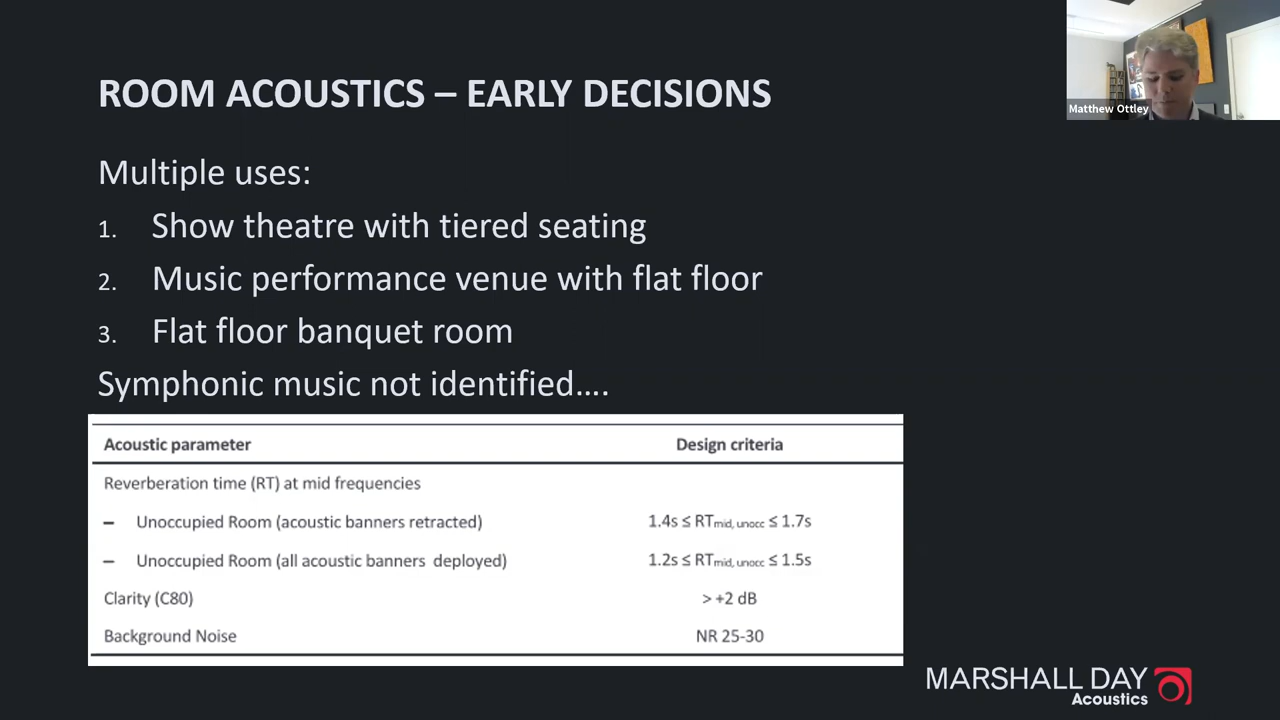 ROOM ACOUSTICS – EARLY DECISIONS
Matthew Ottley
Multiple uses:
1. Show theatre with tiered seating
2. Music performance venue with flat floor
3. Flat floor banquet room
Symphonic music not identified....
Acoustic parameter Design criteria
Reverberation time (RT) at mid frequencies
– Unoccupied Room (acoustic banners retracted) 1.4s ≤ RTmid, unocc ≤ 1.7s
– Unoccupied Room (all acoustic banners deployed) 1.2s ≤ RTmid, unocc ≤ 1.5s
Clarity (C80) > +2 dB
Background Noise NR 25-30
MARSHALL DAY
Acoustics